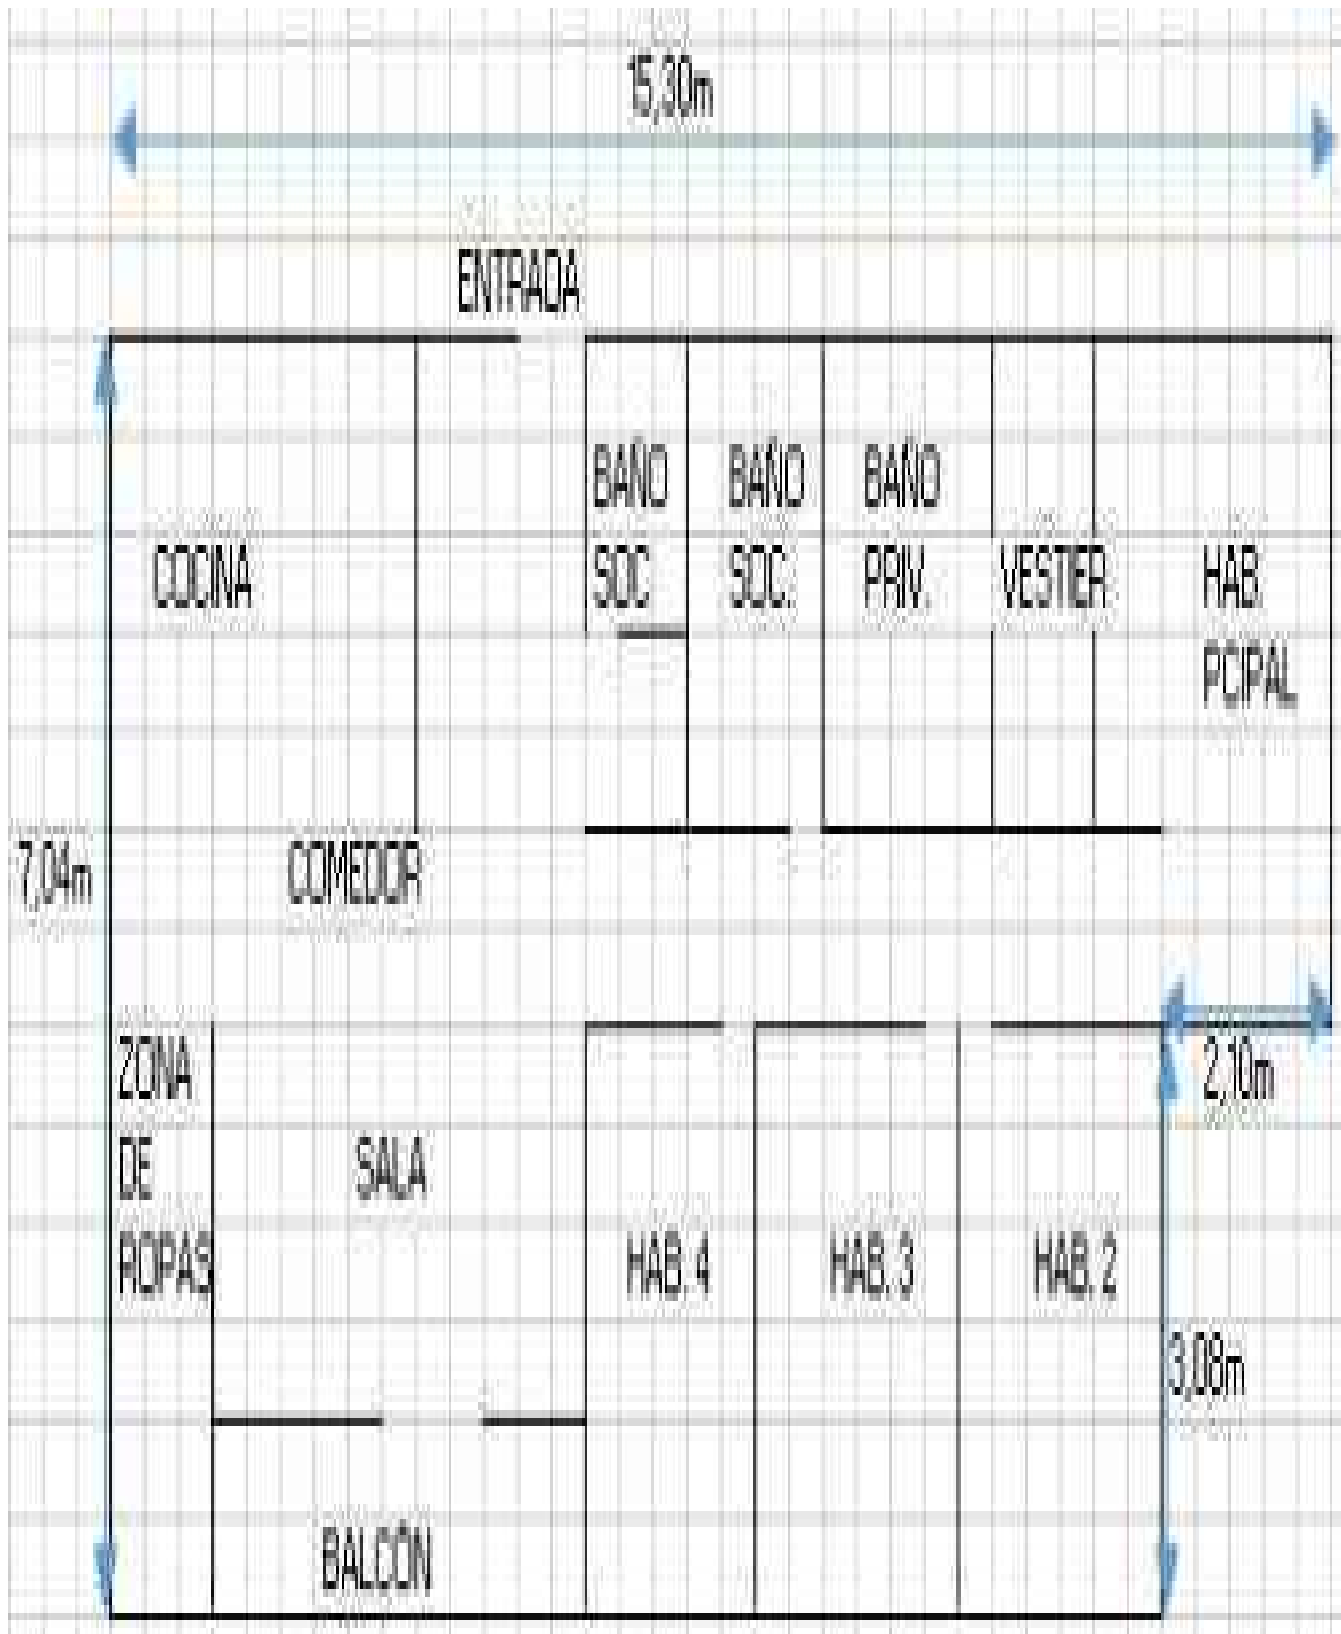 15,30m
ENTRADA
BAÑO
SOC
BAÑO
SOC.
BAÑO
PRIV.
COCINA
VESTIER
HAB.
PCIPAL
7,04m
COMEDOR
ZONA
DE
ROPAS
SALA
2,10m
HAB. 4
HAB. 3
HAB. 2
3,08m
BALCÓN